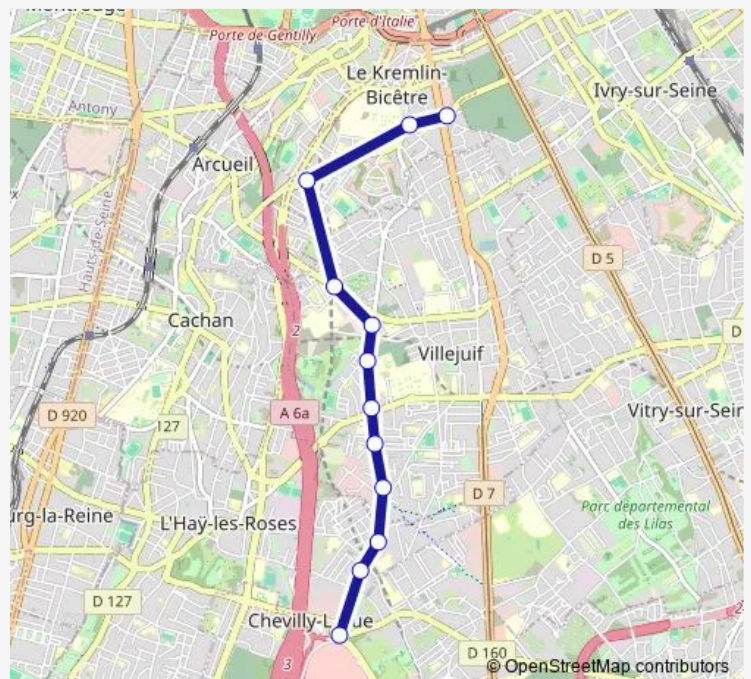 Porte d'Italie
Porte de Gentilly
Le Kremlin-
Bicêtre
Ivry-sur-Seine
Antony
Arcueil
Hauts-de-Seine
D 5
Cachan
2
D
Villejuif
A 6a
D 920
127
Vitry-sur-Sei
D 7
Parc départemental
des Lilas
urg-la-Reine
L'Haÿ-les-Roses
D 127
Chevilly-L ue
2
D 160
3
© OpenStreetMap contributors